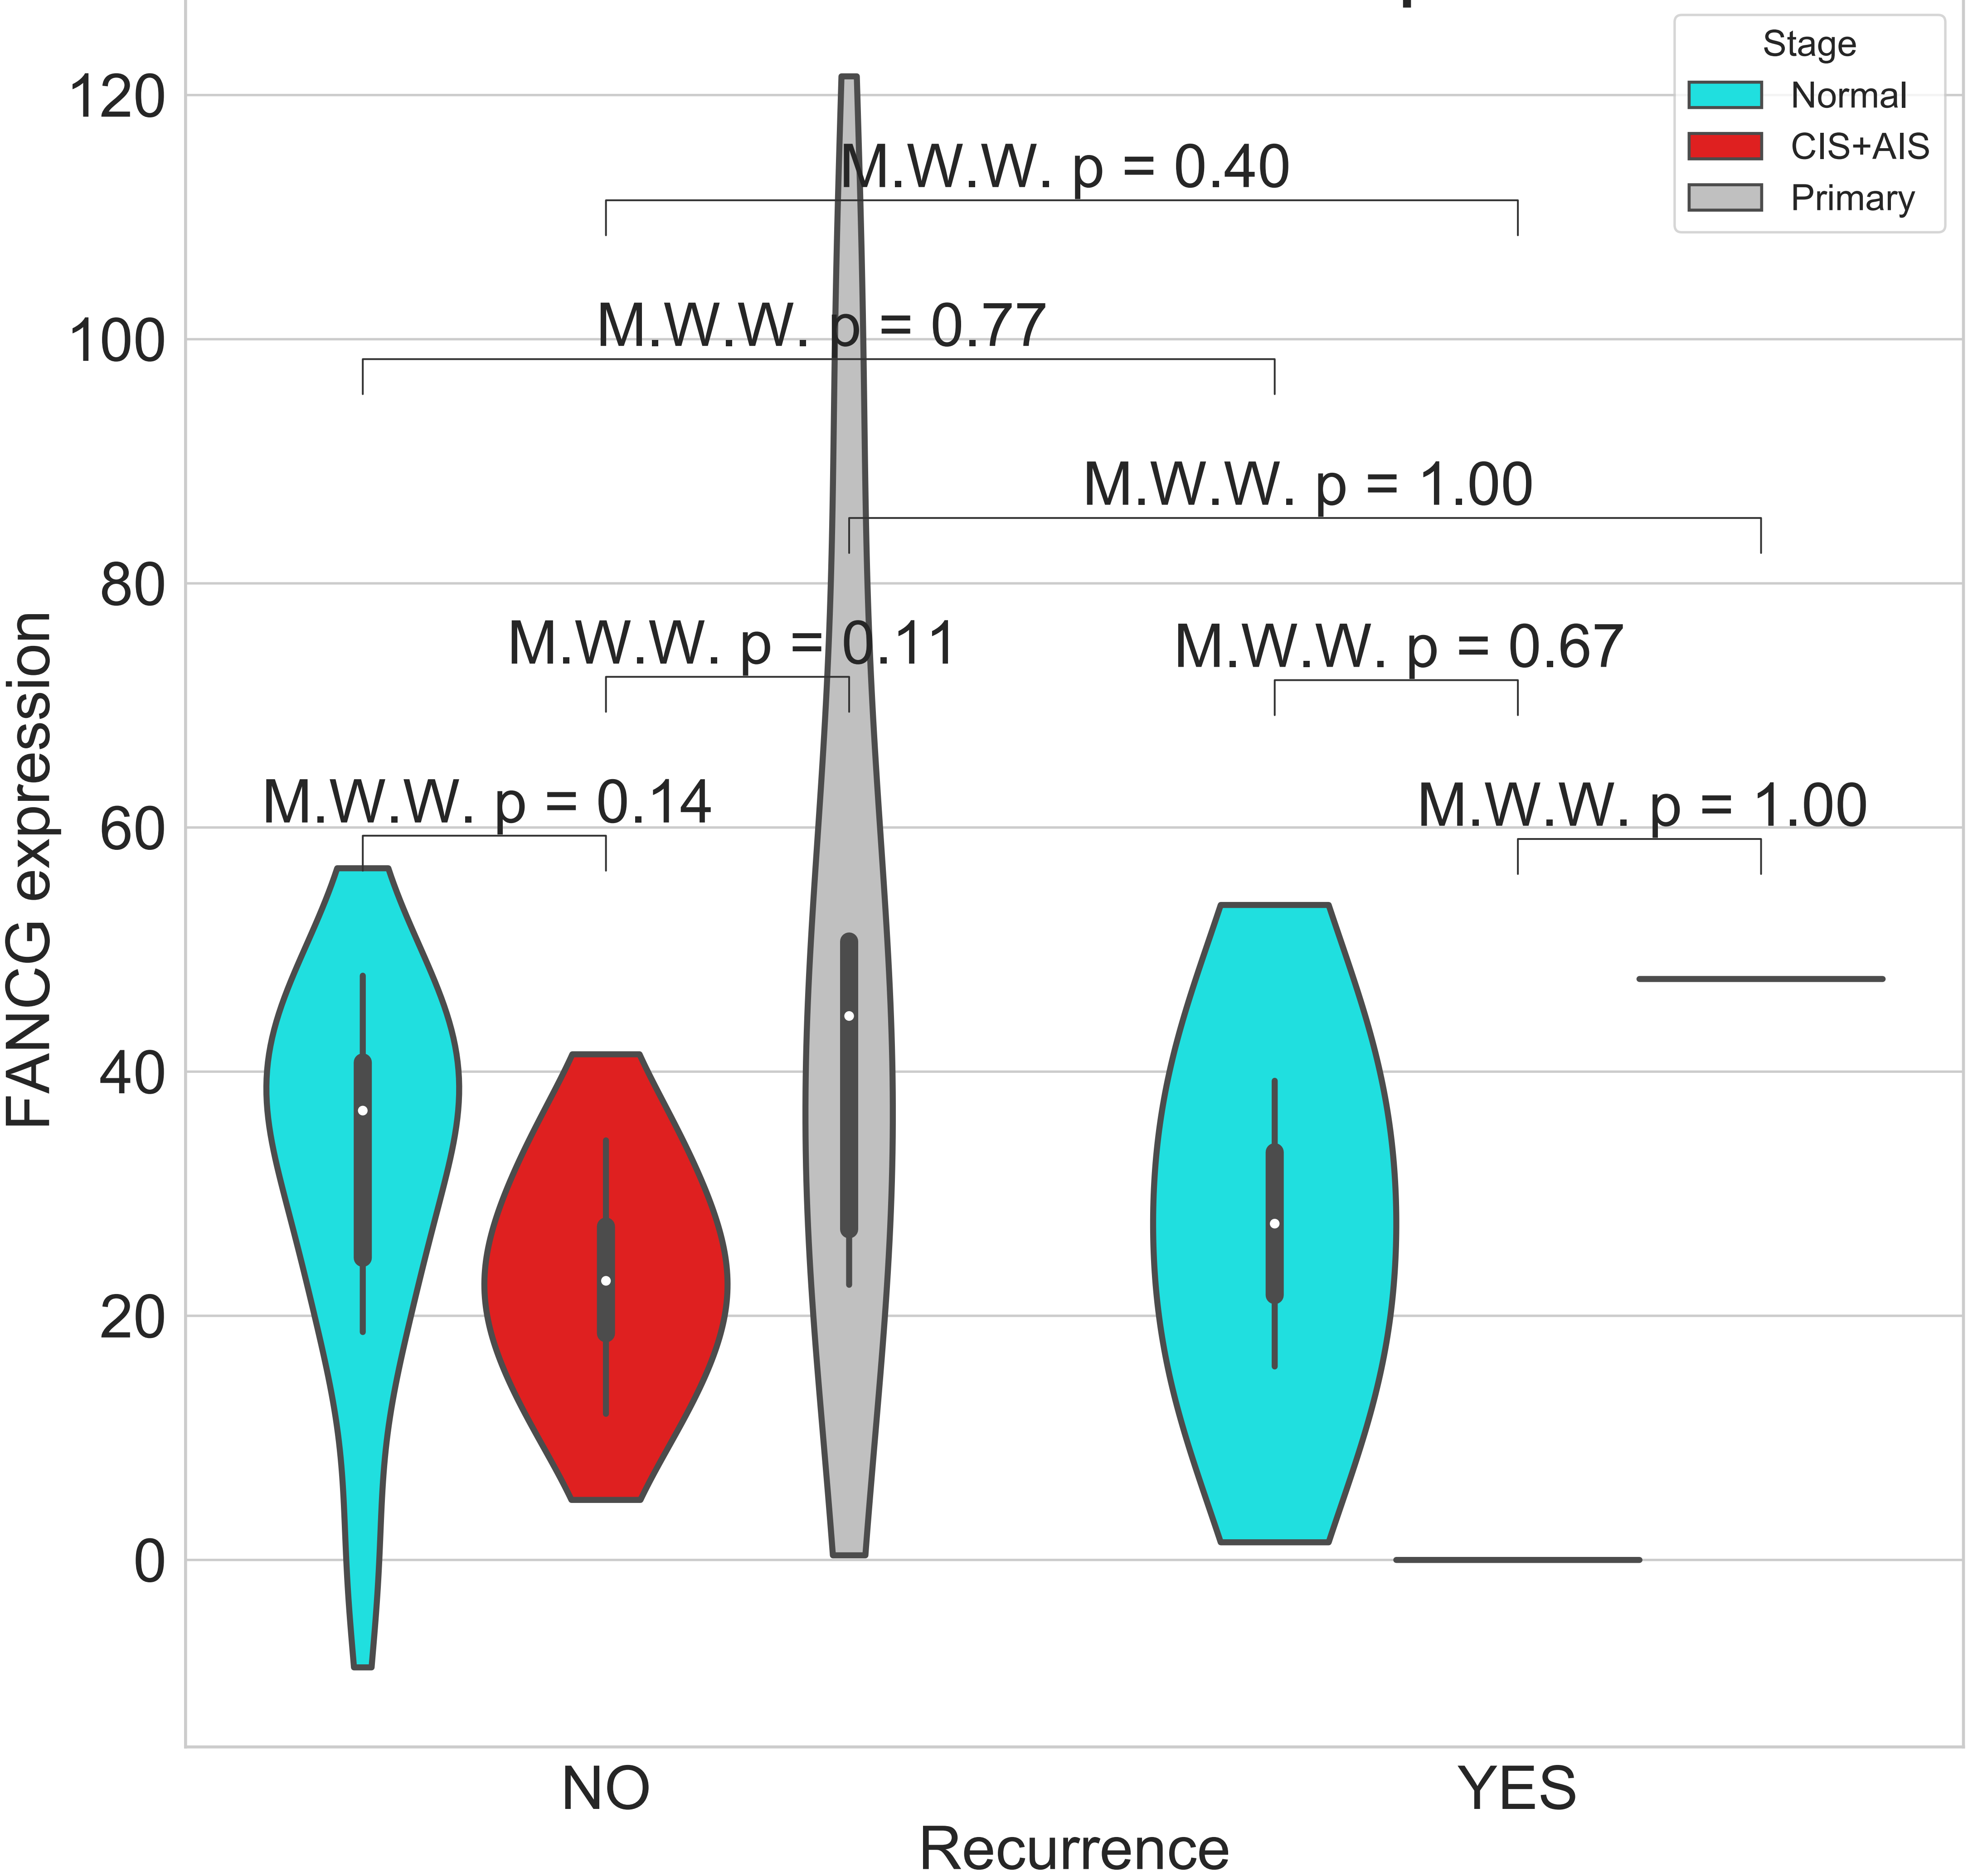 Stage
Normal
CIS+AIS
Primary
120
100
80
60
40
20
0
FANCG expression
M.W.W. p = 0.40
M.W.W. p = 0.77
M.W.W. p = 1.00
M.W.W. p = 0.11
M.W.W. p = 0.67
M.W.W. p = 0.14
M.W.W. p = 1.00
NO
YES
Recurrence